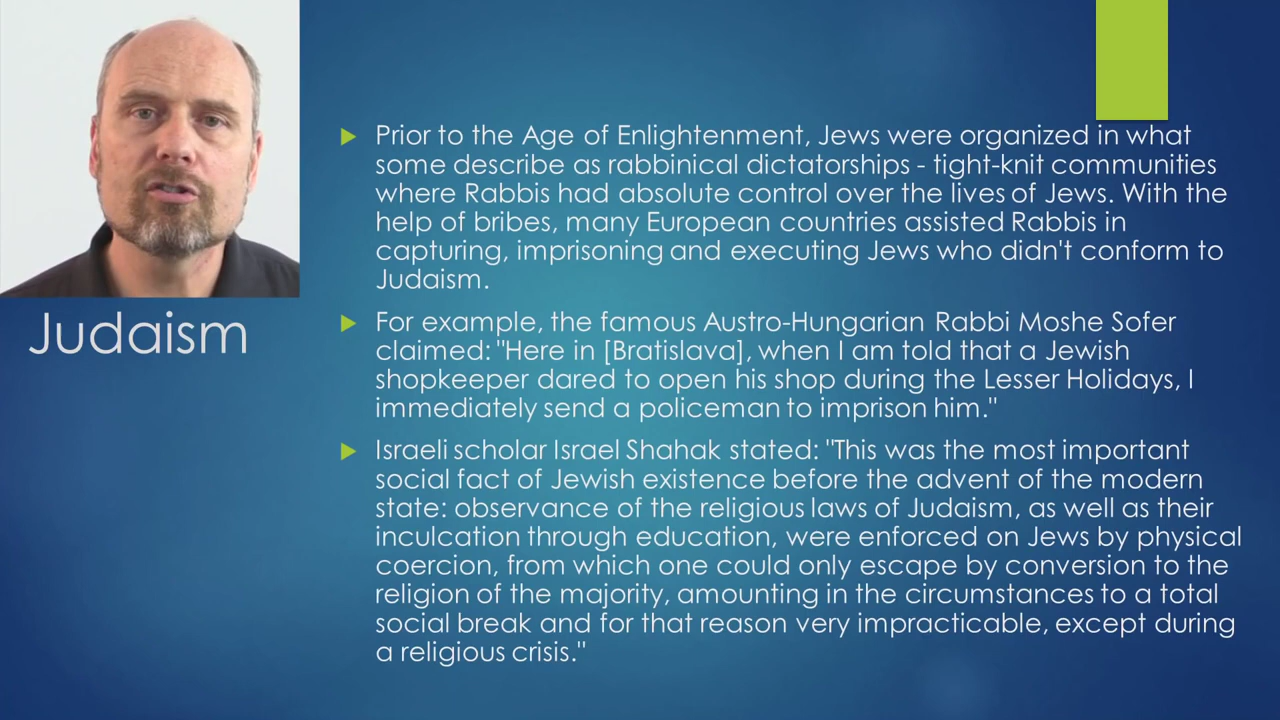 Prior to the Age of Enlightenment, Jews were organized in what
some describe as rabbinical dictatorships - tight-knit communities
where Rabbis had absolute control over the lives of Jews. With the
help of bribes, many European countries assisted Rabbis in
capturing, imprisoning and executing Jews who didn't conform to
Judaism.
Judaism
For example, the famous Austro-Hungarian Rabbi Moshe Sofer
claimed: "Here in [Bratislava], when I am told that a Jewish
shopkeeper dared to open his shop during the Lesser Holidays, I
immediately send a policeman to imprison him."
Israeli scholar Israel Shahak stated: "This was the most important
social fact of Jewish existence before the advent of the modern
state: observance of the religious laws of Judaism, as well as their
inculcation through education, were enforced on Jews by physical
coercion, from which one could only escape by conversion to the
religion of the majority, amounting in the circumstances to a total
social break and for that reason very impracticable, except during
a religious crisis."